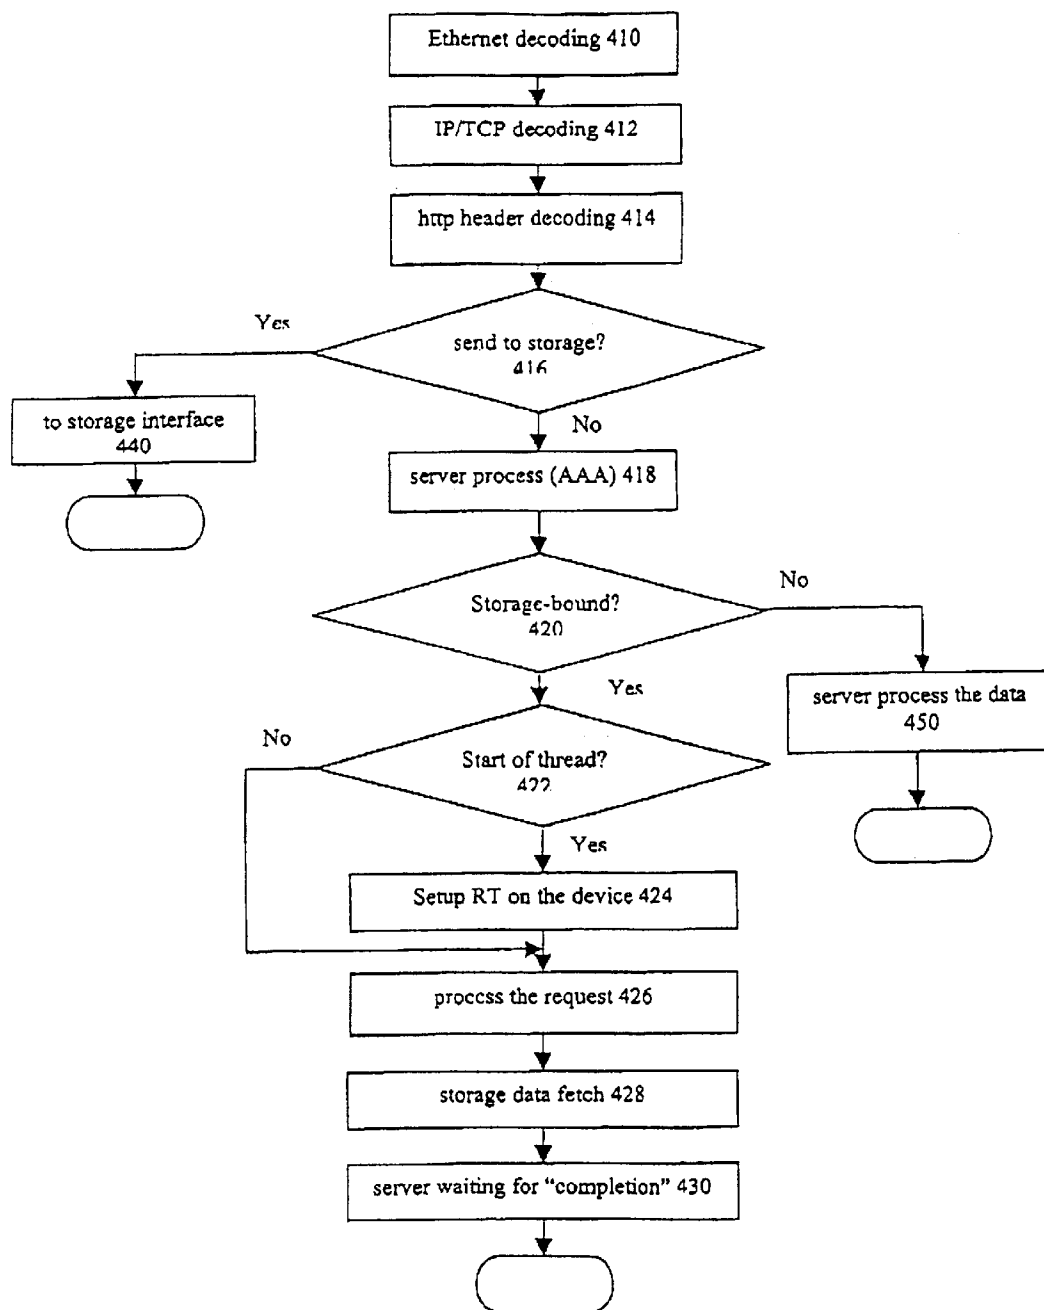 Ethernet decoding 410
IP/TCP decoding 412
http header decoding 414
Yes
send to storage?
416
to storage interface
440
No
server process (AAA) 418
No
Storage-bound?
420
Yes
server process the data
450
No
Start of thread?
422
Yes
Setup RT on the device 424
process the request 426
storage data fetch 428
server waiting for “completion” 430